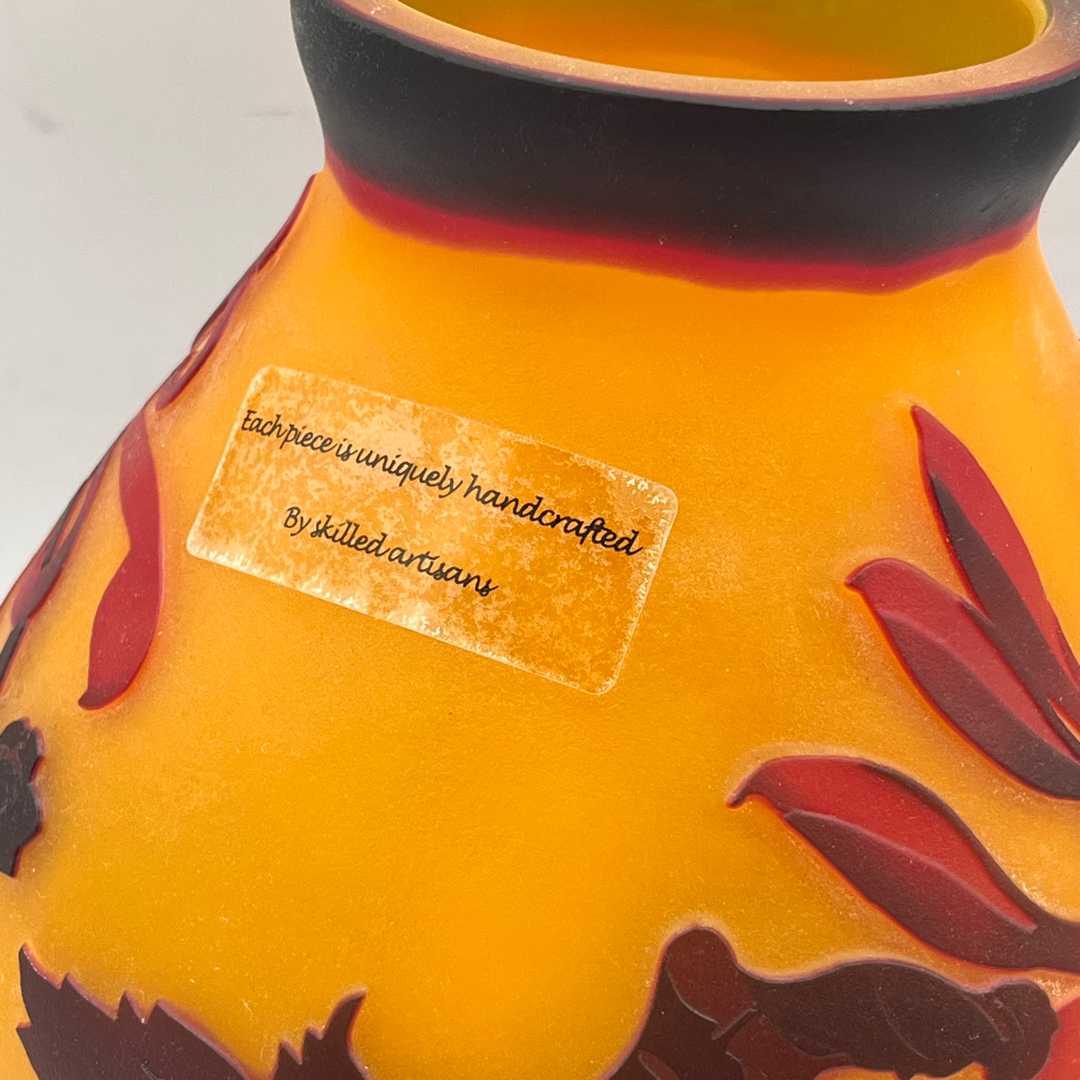 Each piece is uniquely handcrafted
By skilled artisans